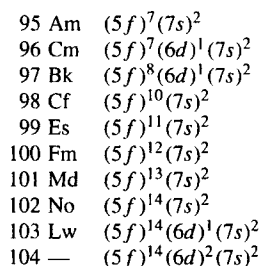 95 Am (5f)⁷(7s)²
96 Cm (5f)⁷(6d)¹(7s)²
97 Bk (5f)⁸(6d)¹(7s)²
98 Cf (5f)¹⁰(7s)²
99 Es (5f)¹¹(7s)²
100 Fm (5f)¹²(7s)²
101 Md (5f)¹³(7s)²
102 No (5f)¹⁴(7s)²
103 Lw (5f)¹⁴(6d)¹(7s)²
104 — (5f)¹⁴(6d)²(7s)²